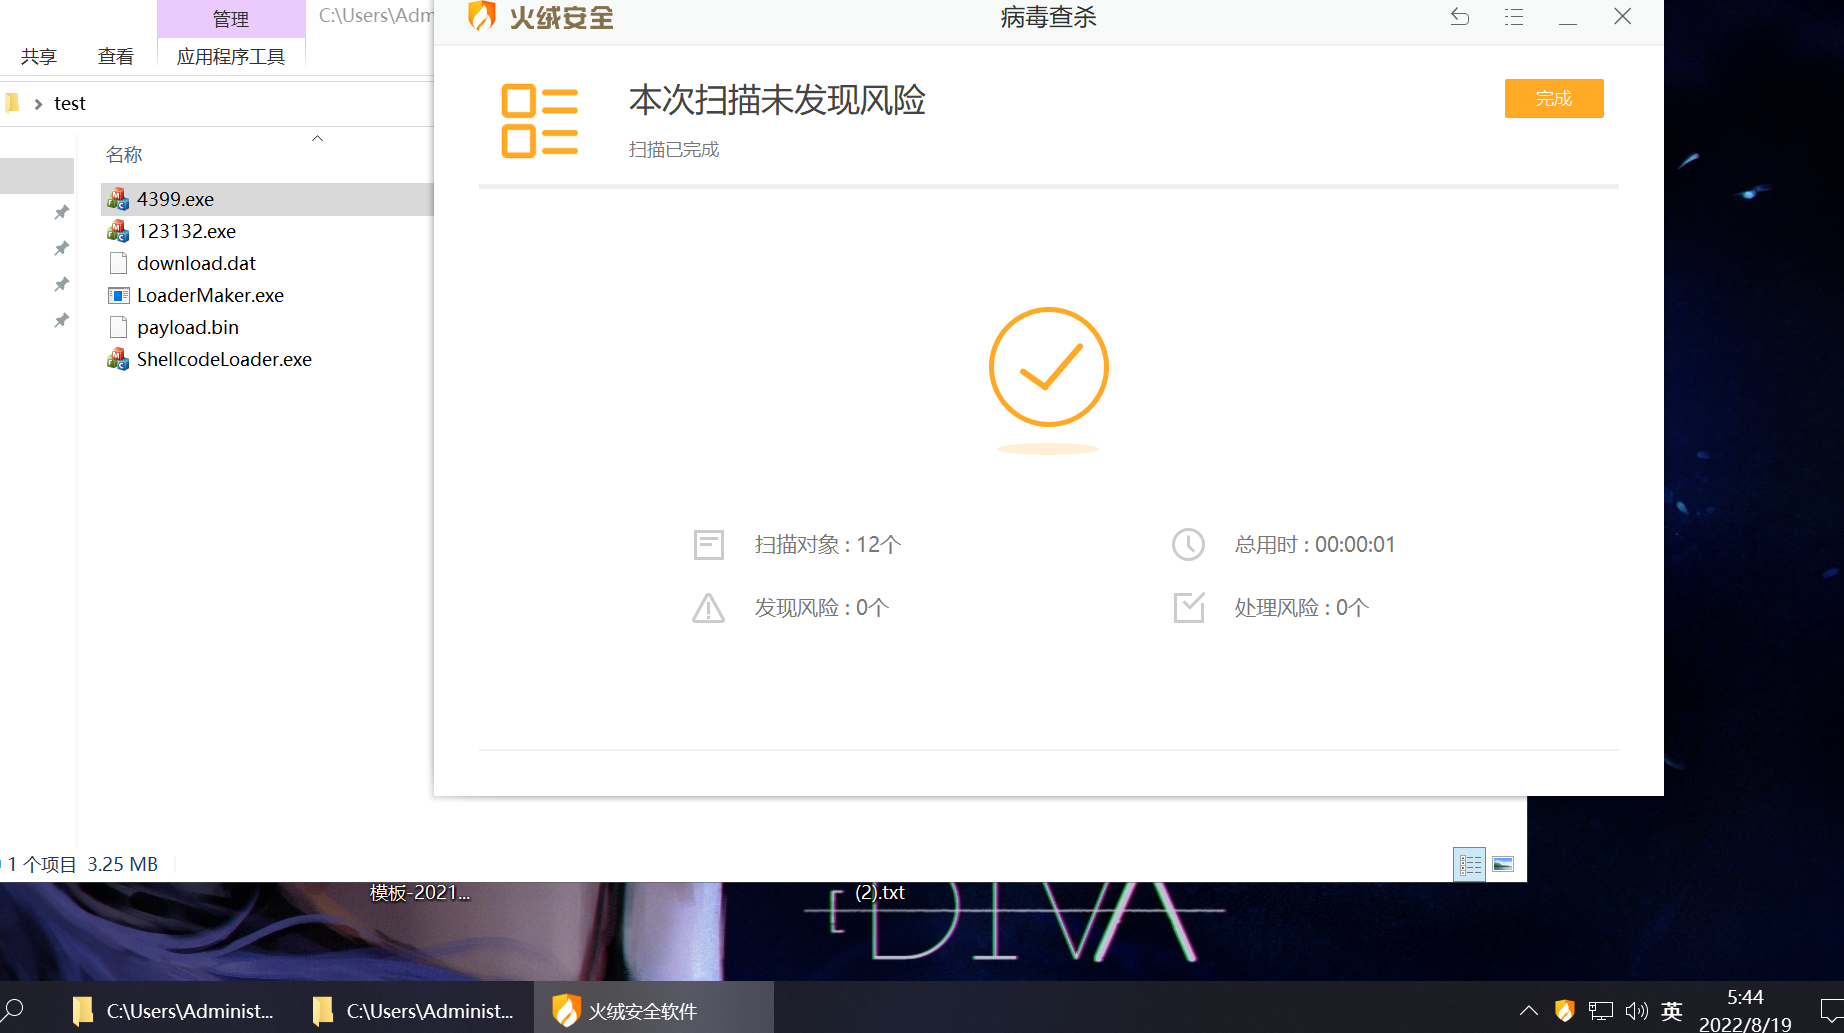 管理
C:\Users\Adm
共享
查看
应用程序工具
test
名称
4399.exe
123132.exe
download.dat
LoaderMaker.exe
payload.bin
ShellcodeLoader.exe
1 个项目 3.25 MB
火绒安全
病毒查杀
本次扫描未发现风险
扫描已完成
完成
扫描对象 : 12个
总用时 : 00:00:01
发现风险 : 0个
处理风险 : 0个
模板-2021...
(2).txt
DIVA
C:\Users\Administ...
C:\Users\Administ...
火绒安全软件
英
5:44
2022/8/19